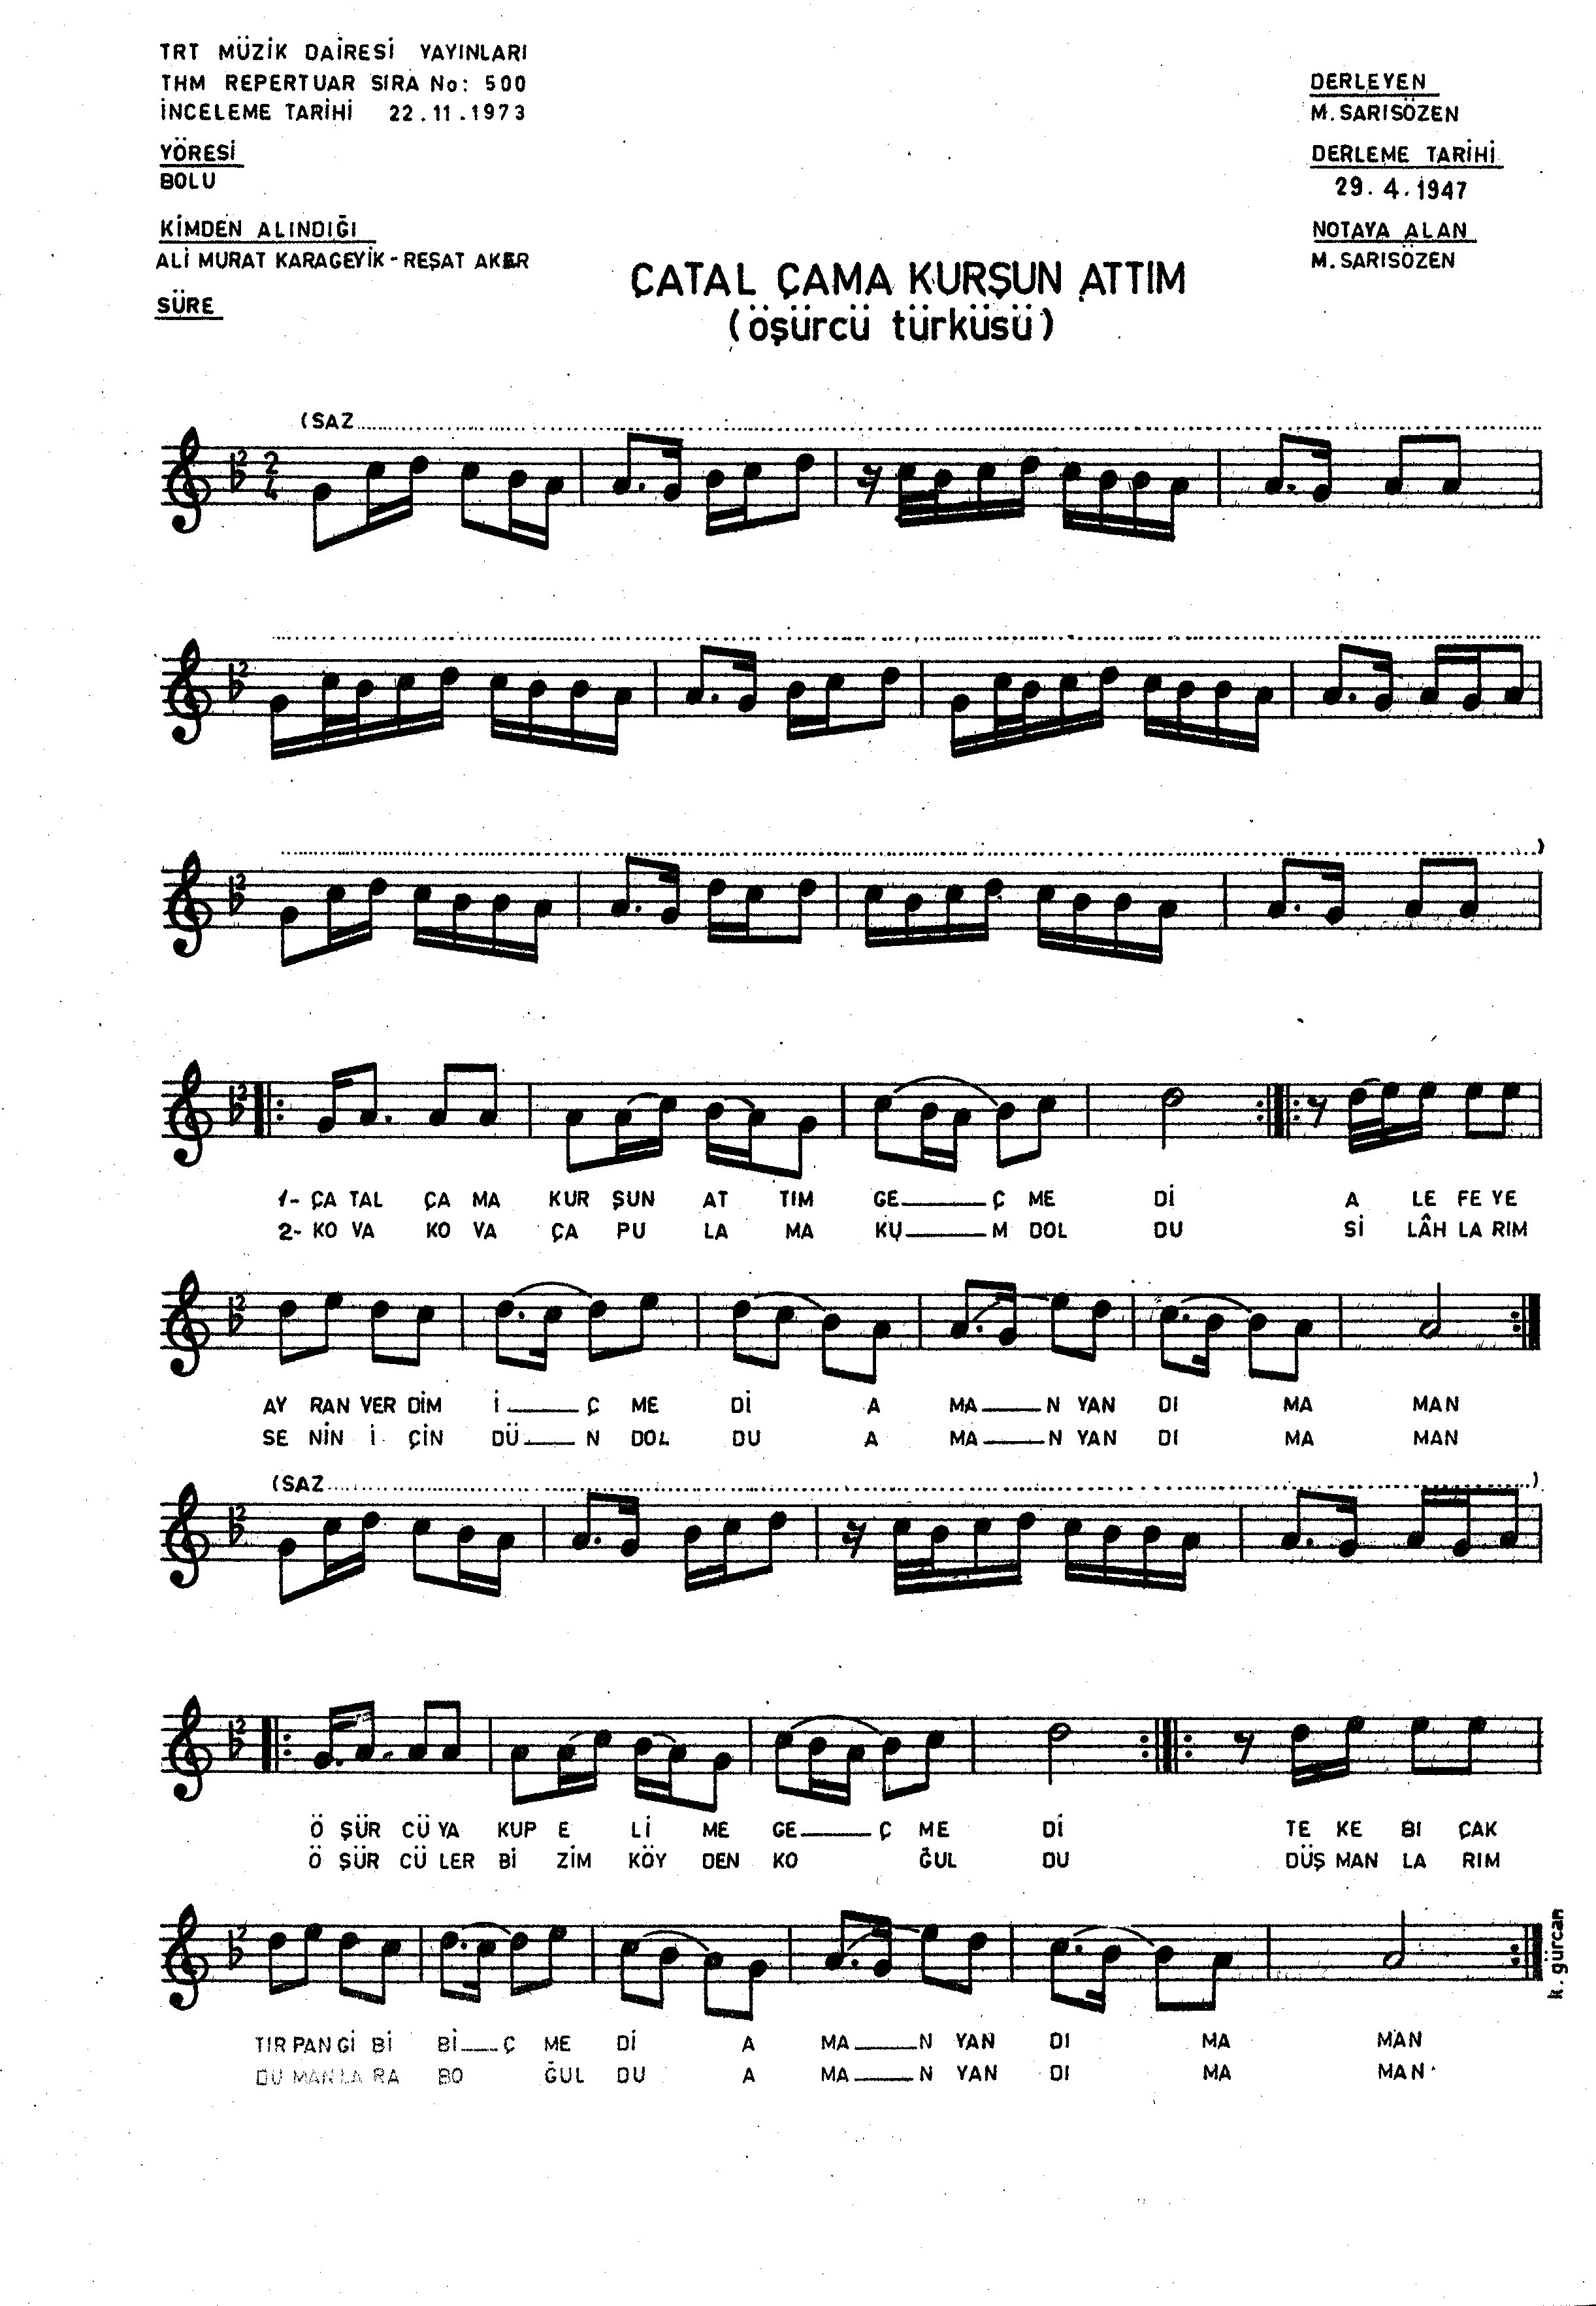 TRT MÜZİK DAİRESİ YAYINLARI
THM REPERTUAR SIRA No: 500
İNCELEME TARİHİ 22.11.1973
YÖRESİ
BOLU
KİMDEN ALINDIĞI
ALİ MURAT KARAGEYİK - REŞAT AKER
SÜRE
DERLEYEN
M. SARISÖZEN
DERLEME TARİHİ
29.4.1947
NOTAYA ALAN
M. SARISÖZEN
ÇATAL ÇAMA KURŞUN ATTIM
(öşürcü türküsü)
(SAZ
1- ÇA TAL ÇA MA KUR ŞUN AT TIM GE Ç ME Dİ A LE FE YE
2- KO VA KO VA ÇA PU LA MA KU M DOL DU Sİ LÂH LA RIM
AY RAN VER DİM İ Ç ME Dİ A MA N YAN DI MA MAN
SE NİN İ ÇİN DÜ N DOL DU A MA N YAN DI MA MAN
(SAZ )
Ö ŞÜR CÜ YA KUP E Lİ ME GE Ç ME Dİ TE KE BI ÇAK
Ö ŞÜR CÜ LER Bİ ZİM KÖY DEN KO ĞUL DU DÜŞ MAN LA RIM
TIR PAN Gİ Bİ Bİ Ç ME Dİ A MA N YAN DI MA MAN
DU MAN LA RA BO ĞUL DU A MA N YAN DI MA MAN
k. gürcan